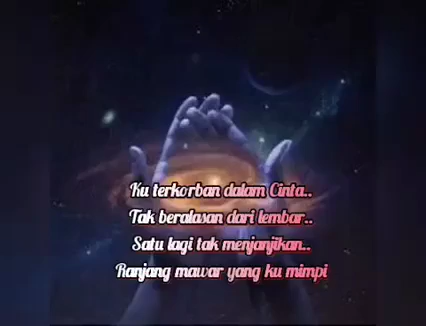 Ku terkorban dalam Cinta..
Tak beralasan dari lembar..
Satu lagi tak menjanjikan..
Ranjang mawar yang ku mimpi